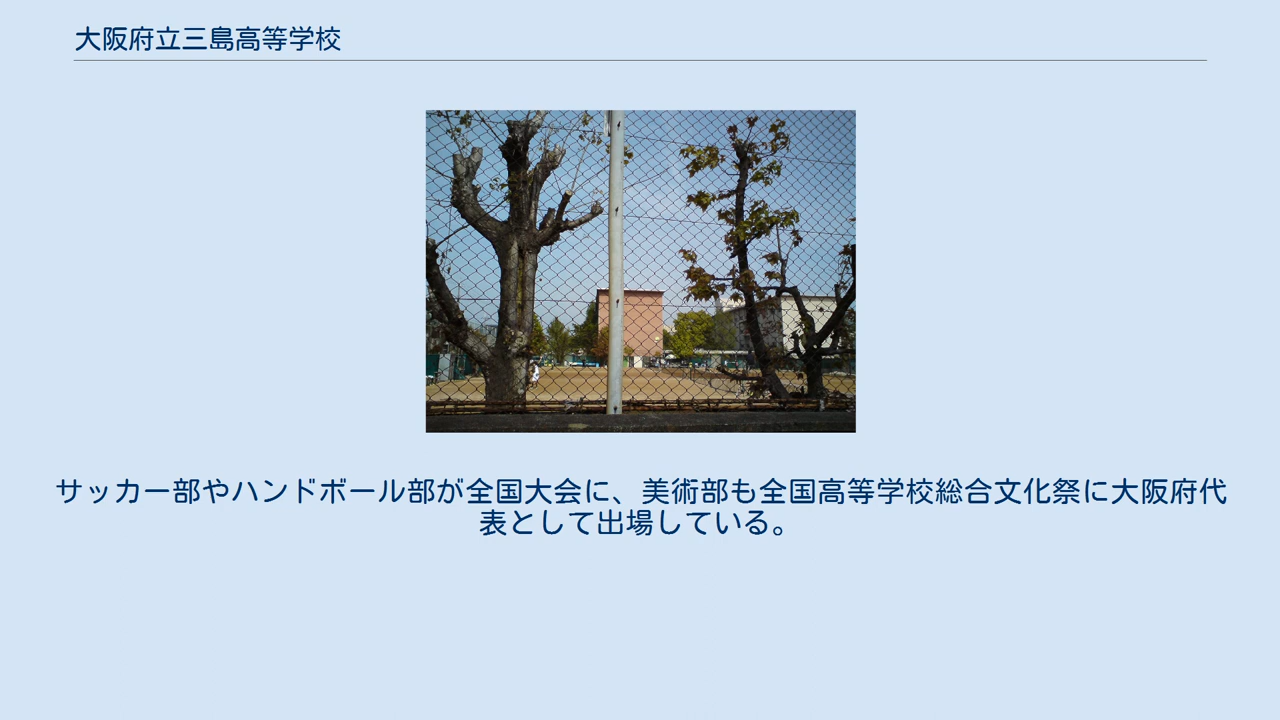 大阪府立三島高等学校
サッカー部やハンドボール部が全国大会に、美術部も全国高等学校総合文化祭に大阪府代
表として出場している。